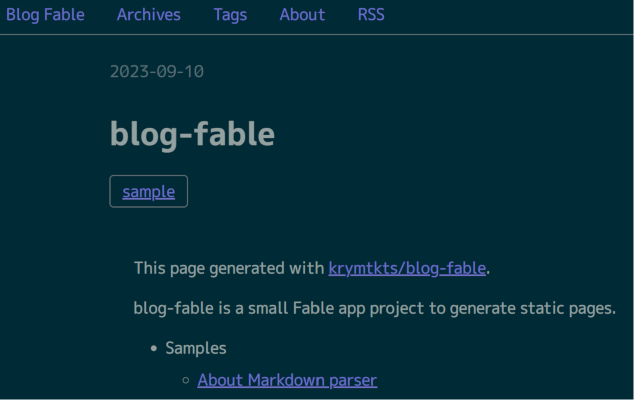 Blog Fable Archives Tags About RSS
2023-09-10
blog-fable
sample
This page generated with krymtkts/blog-fable.
blog-fable is a small Fable app project to generate static pages.
Samples
About Markdown parser